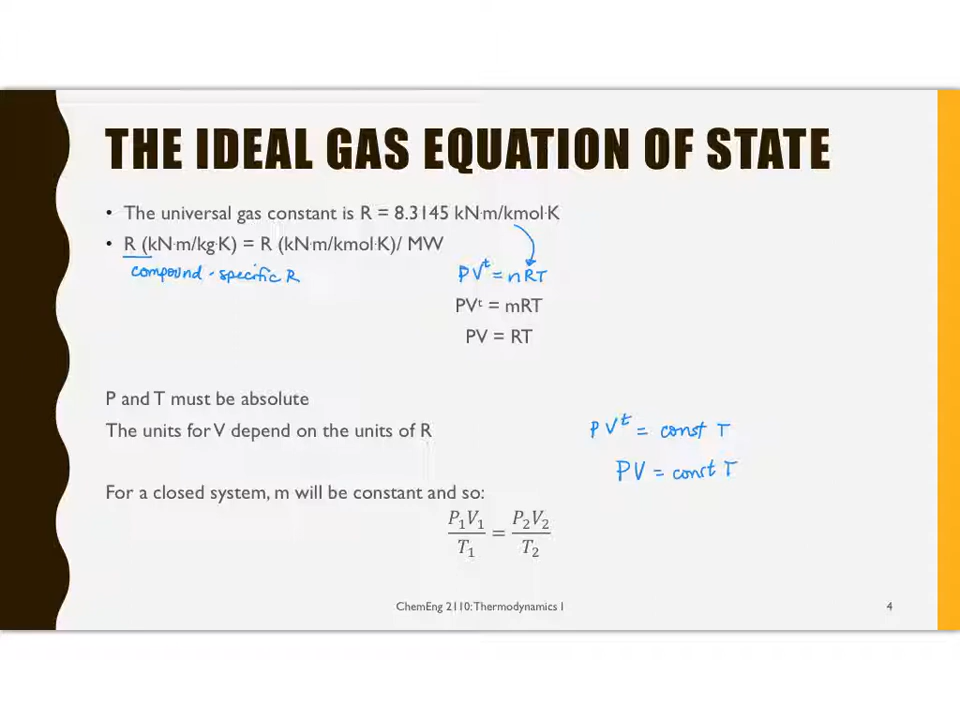 THE IDEAL GAS EQUATION OF STATE
• The universal gas constant is R = 8.3145 kN·m/kmol·K
• R (kN·m/kg·K) = R (kN·m/kmol·K)/ MW
compound-specific R
PVᵗ = nRT
PVᵗ = mRT
PV = RT
P and T must be absolute
The units for V depend on the units of R
PVᵗ = const T
PV = const T
For a closed system, m will be constant and so:
P₁V₁/T₁ = P₂V₂/T₂
ChemEng 2110: Thermodynamics I
4